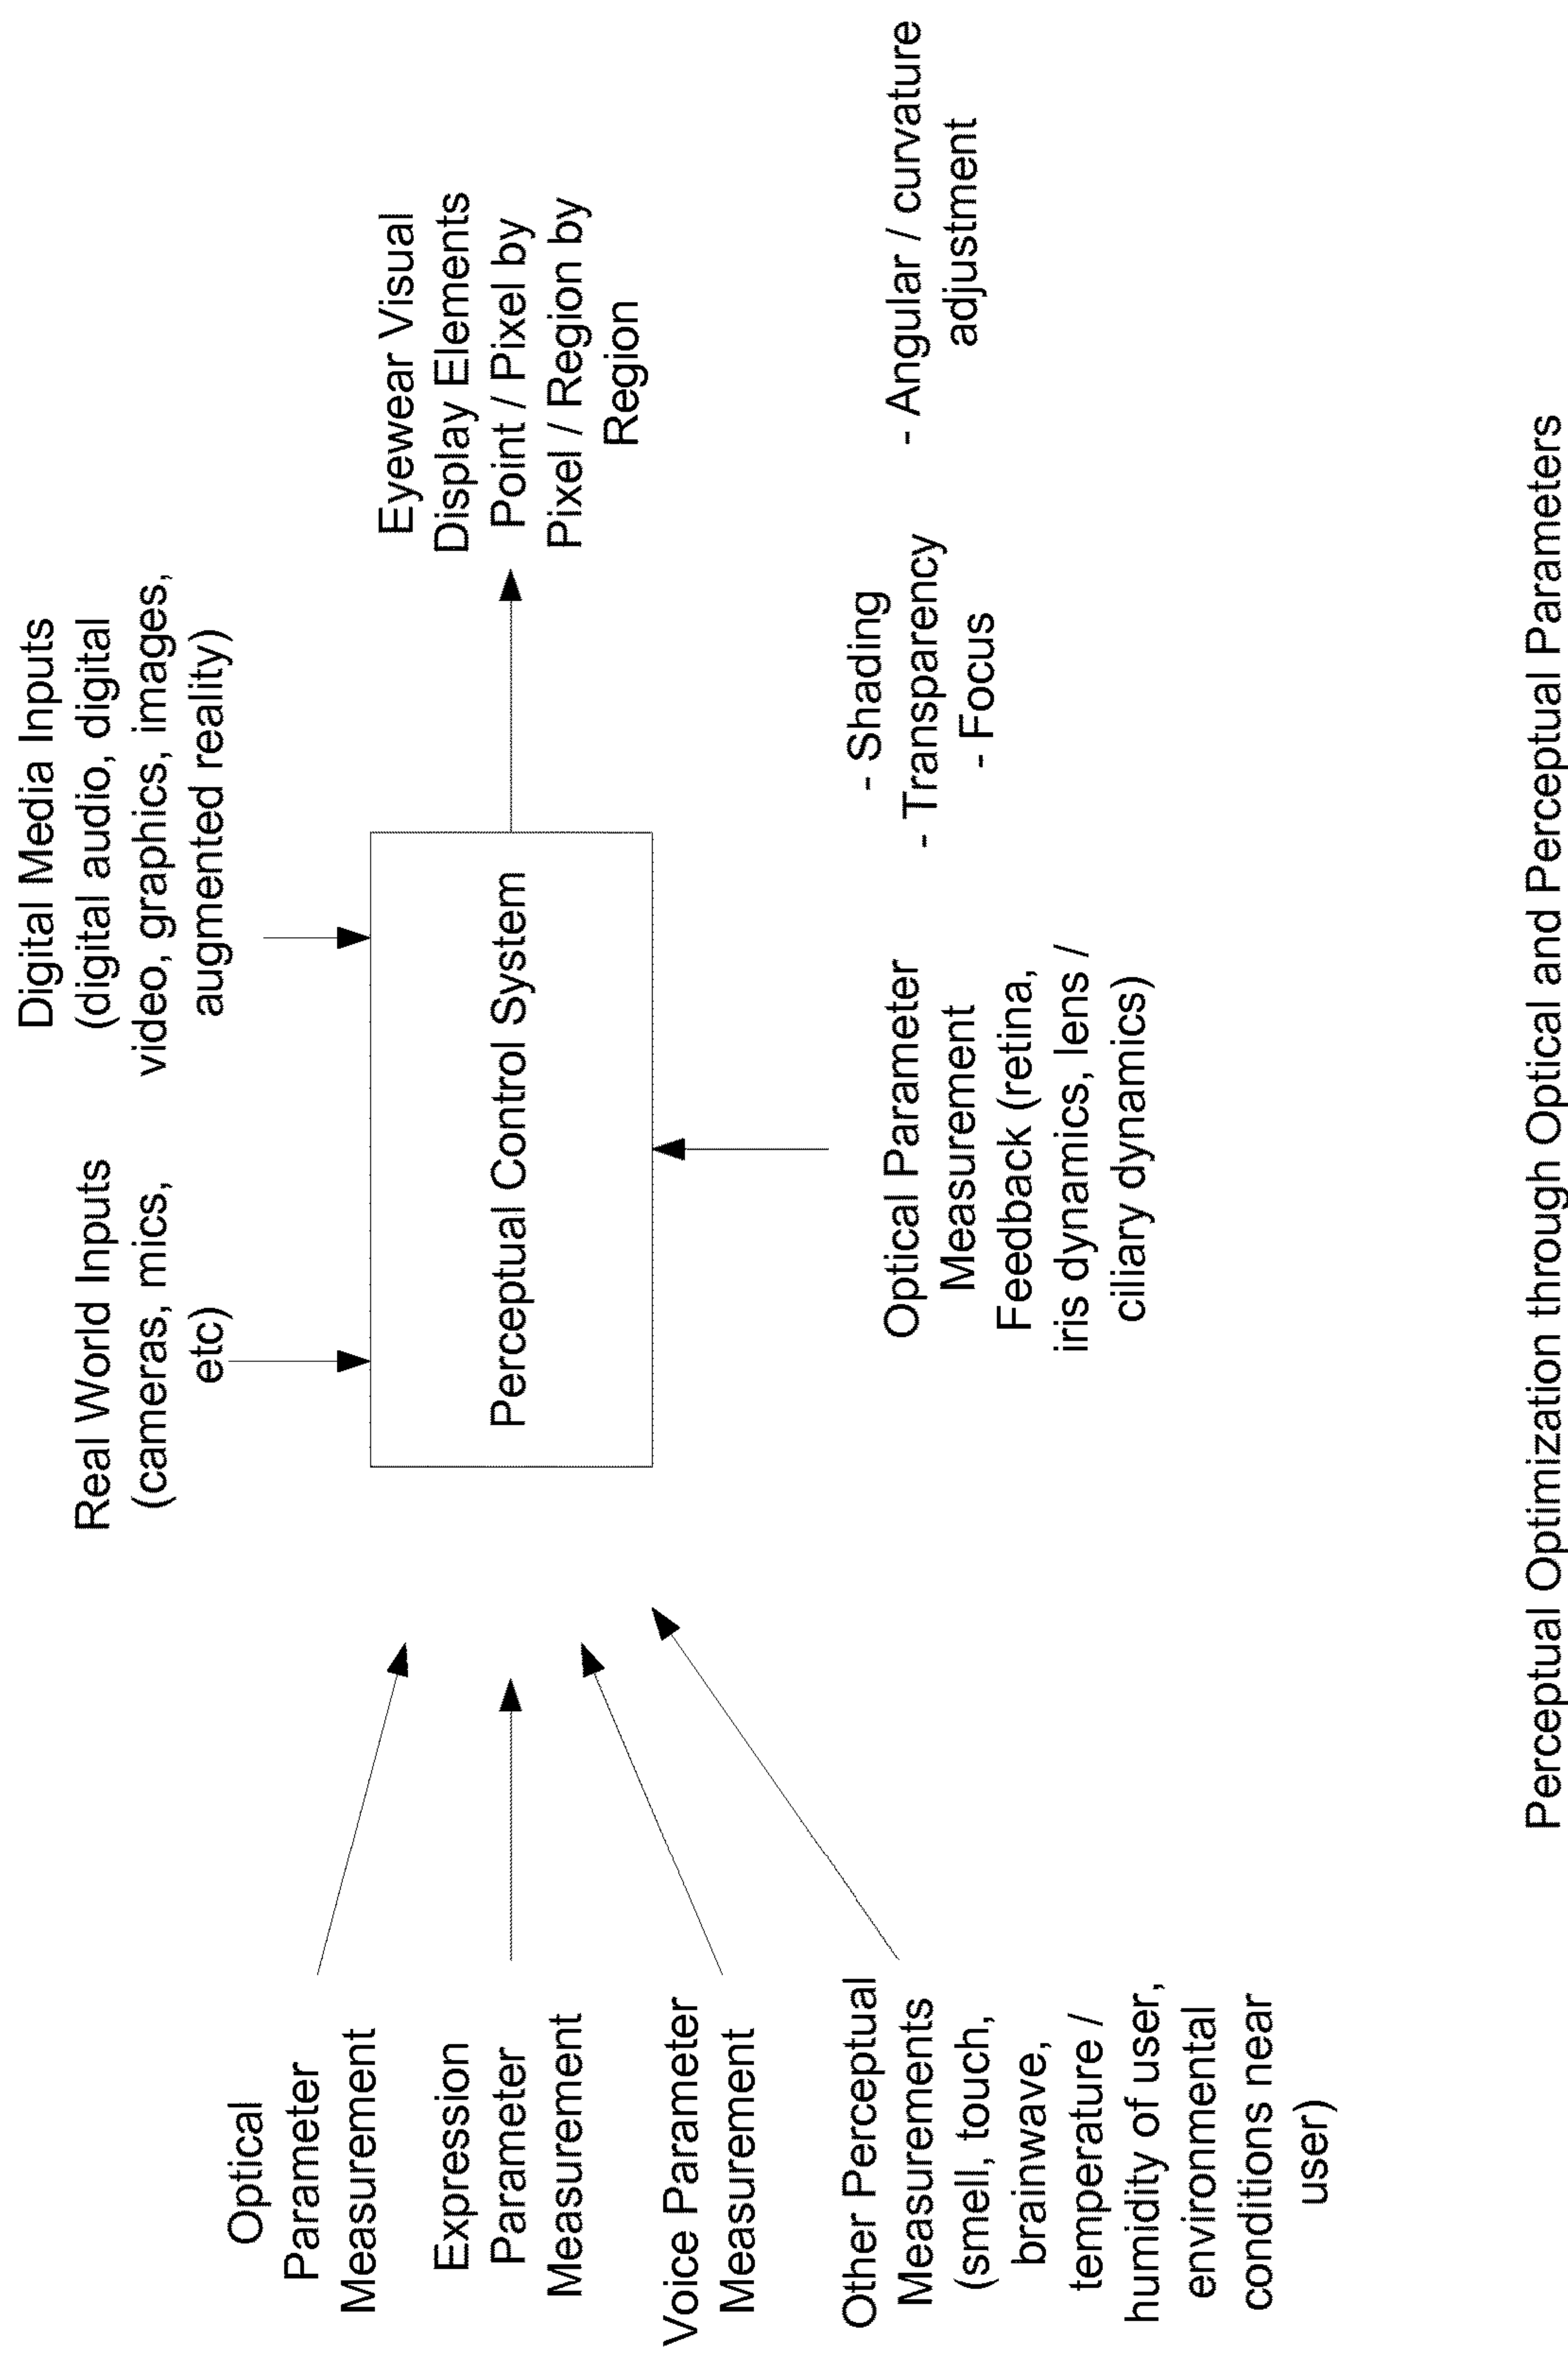 Digital Media Inputs
(digital audio, digital
video, graphics, images,
augmented reality)
Real World Inputs
(cameras, mics,
etc)
Optical
Parameter
Measurement
Expression
Parameter
Measurement
Voice Parameter
Measurement
Other Perceptual
Measurements
(smell, touch,
brainwave,
temperature /
humidity of user,
environmental
conditions near
user)
Perceptual Control System
Eyewear Visual
Display Elements
Point / Pixel by
Pixel / Region by
Region
Optical Parameter
Measurement
Feedback (retina,
iris dynamics, lens /
ciliary dynamics)
- Shading
- Transparency
- Focus
- Angular / curvature
adjustment
Perceptual Optimization through Optical and Perceptual Parameters